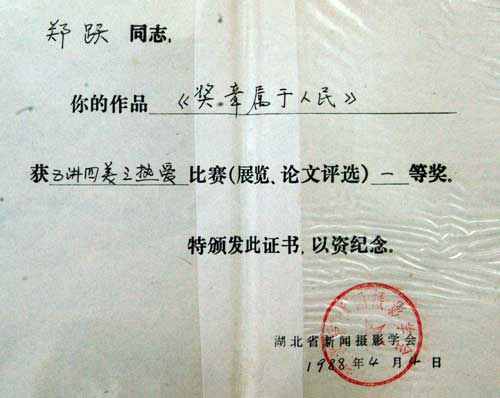 郑跃 同志.
你的作品《奖章属于人民》
获五讲四美三热爱比赛(展览、论文评选)一等奖.
特颁发此证书,以资纪念.
湖北省新闻摄影学会
1988年4月4日